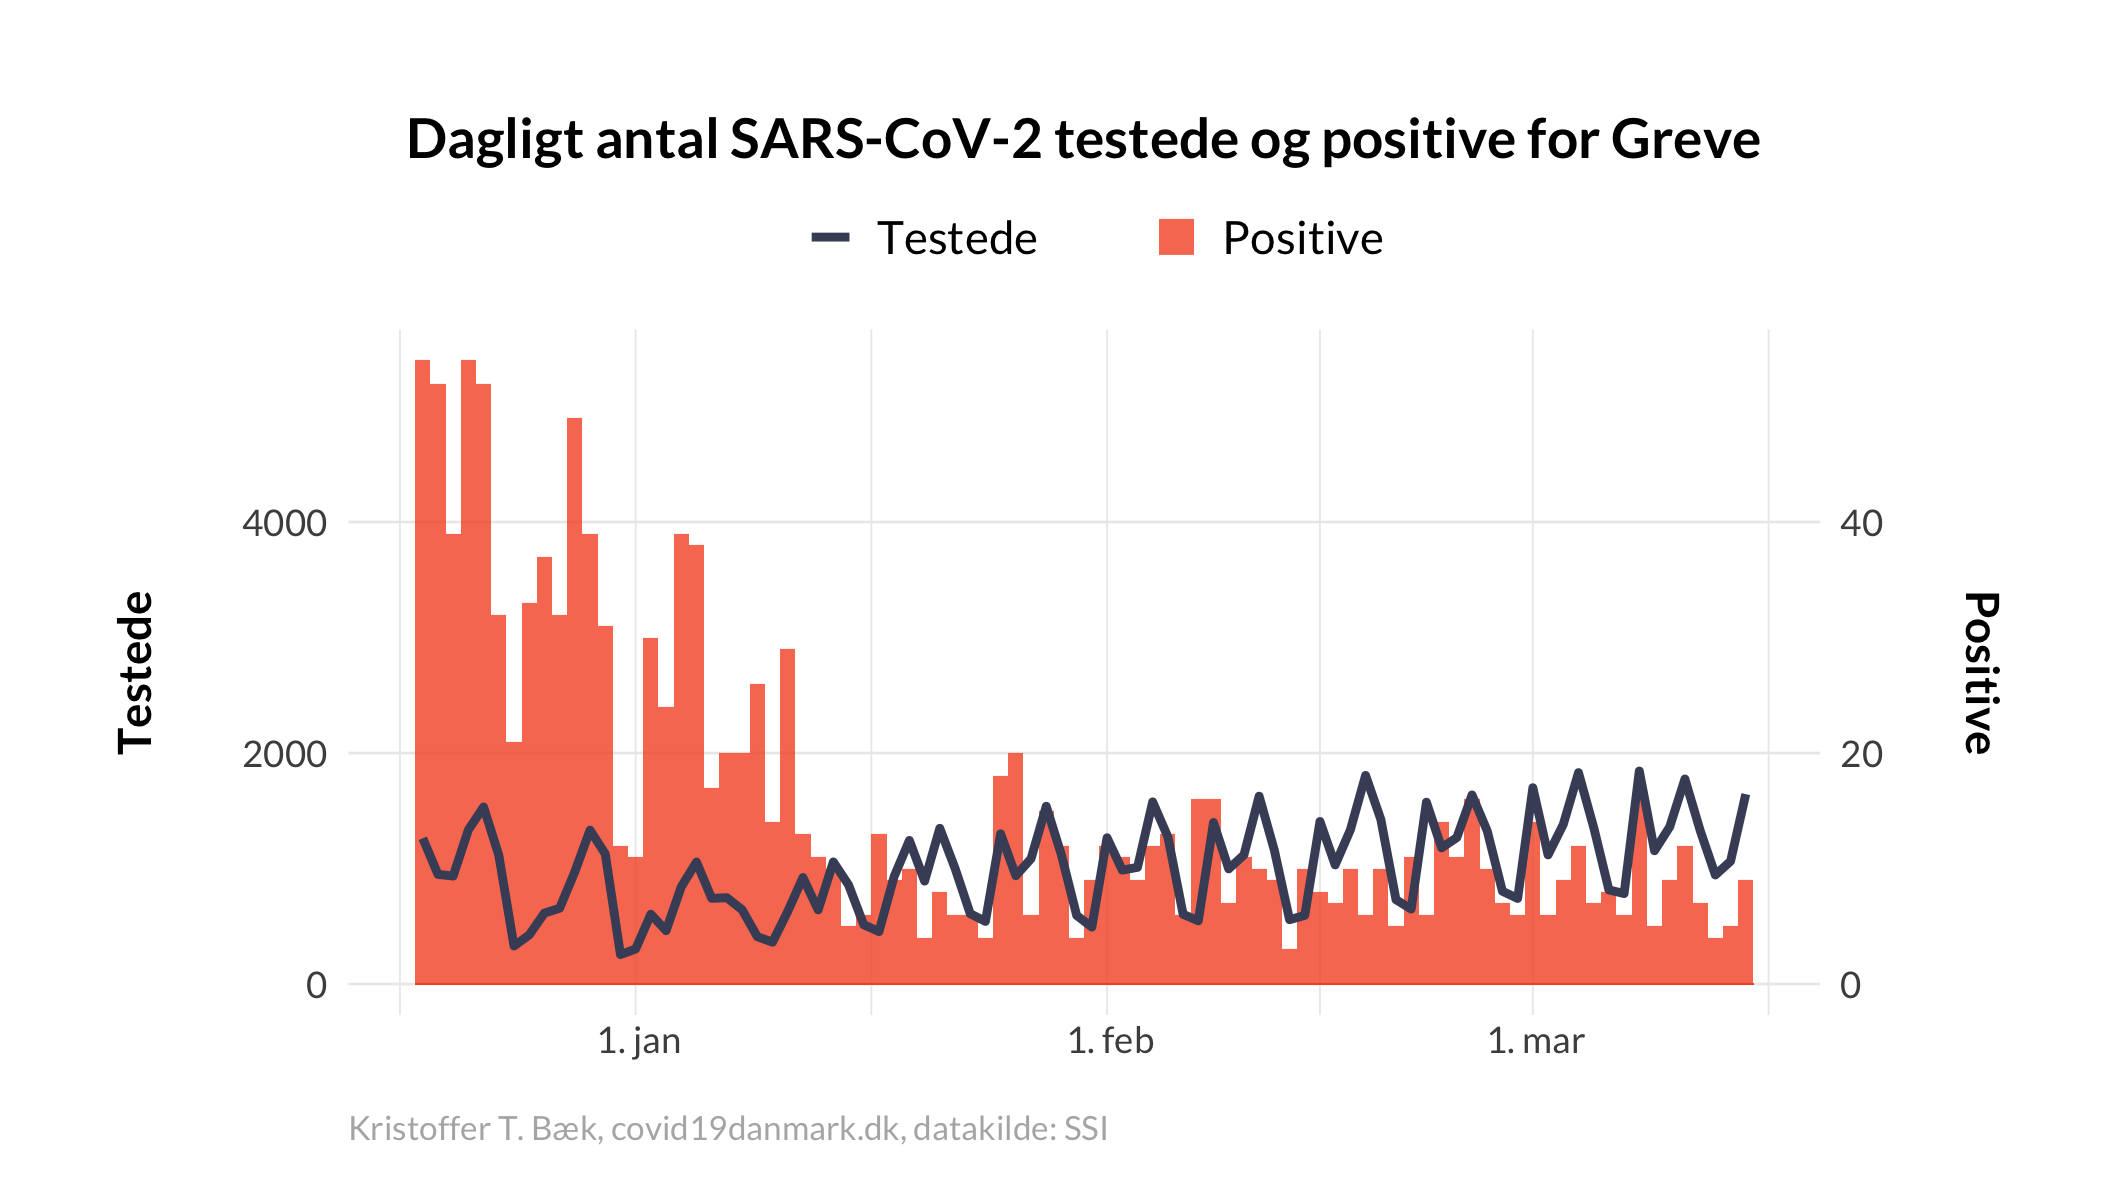 Dagligt antal SARS-CoV-2 testede og positive for Greve
Testede Positive
4000 40
2000 20
0 0
Testede
Positive
1. jan 1. feb 1. mar
Kristoffer T. Bæk, covid19danmark.dk, datakilde: SSI